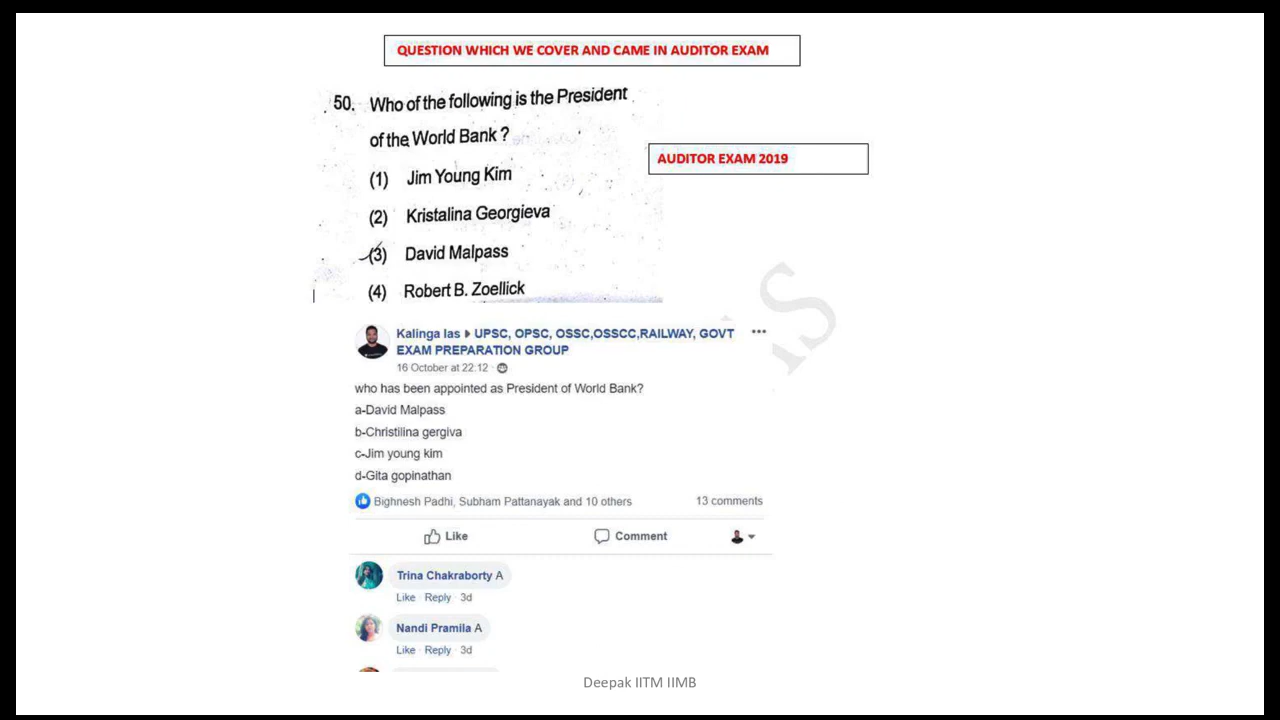 QUESTION WHICH WE COVER AND CAME IN AUDITOR EXAM
50. Who of the following is the President
of the World Bank ?
AUDITOR EXAM 2019
(1) Jim Young Kim
(2) Kristalina Georgieva
(3) David Malpass
(4) Robert B. Zoellick
Kalinga Ias ▸ UPSC, OPSC, OSSC,OSSCC,RAILWAY, GOVT
EXAM PREPARATION GROUP
16 October at 22:12 ·
who has been appointed as President of World Bank?
a-David Malpass
b-Christilina gergiva
c-Jim young kim
d-Gita gopinathan
Bighnesh Padhi, Subham Pattanayak and 10 others 13 comments
Like Comment
Trina Chakraborty A
Like · Reply · 3d
Nandi Pramila A
Like · Reply · 3d
Deepak IITM IIMB